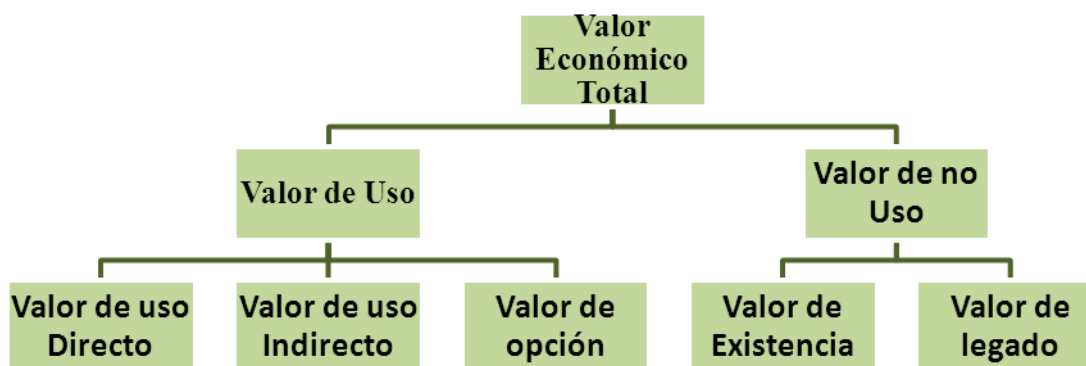 Valor
Económico
Total
Valor de Uso
Valor de no
Uso
Valor de uso
Directo
Valor de uso
Indirecto
Valor de
opción
Valor de
Existencia
Valor de
legado